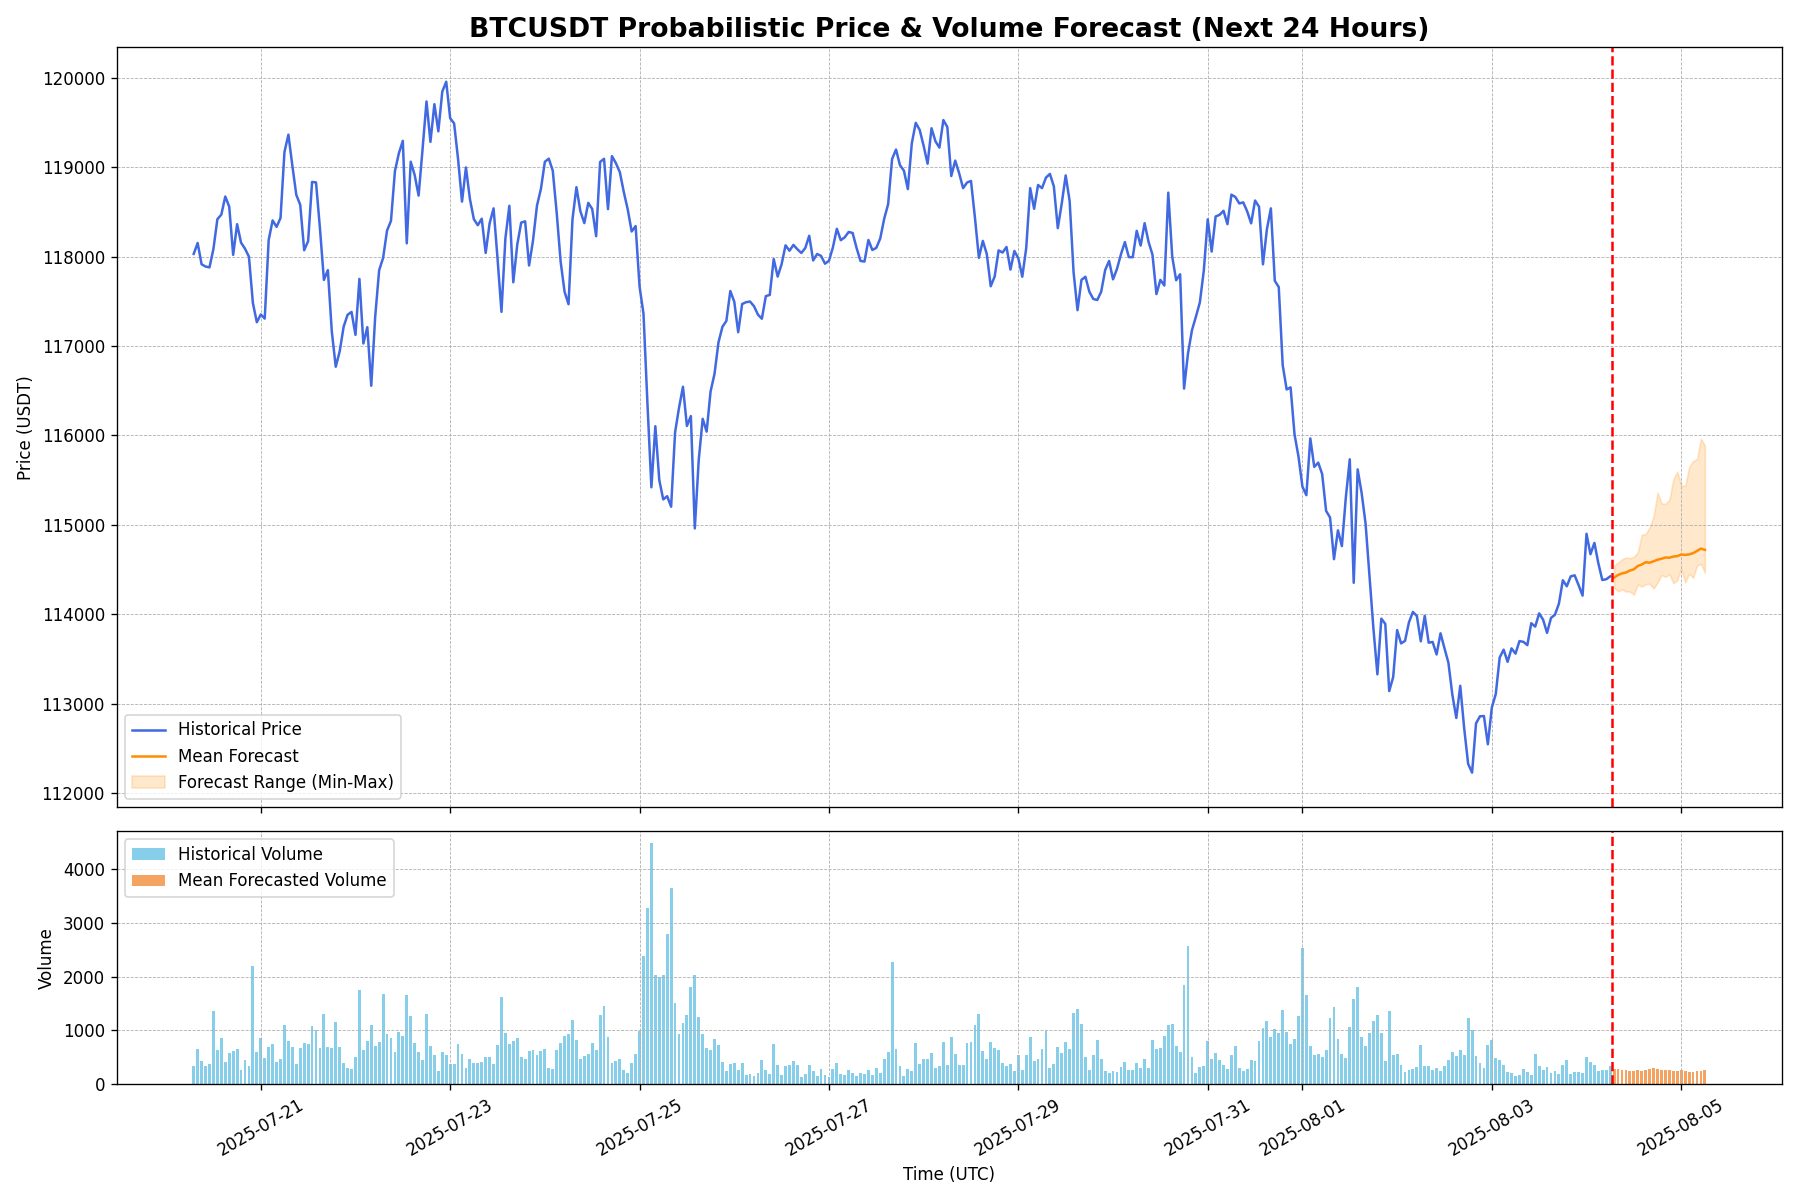 BTCUSDT Probabilistic Price & Volume Forecast (Next 24 Hours)
120000
119000
118000
117000
116000
115000
114000
113000
112000
Price (USDT)
Historical Price
Mean Forecast
Forecast Range (Min-Max)
Historical Volume
Mean Forecasted Volume
4000
3000
2000
1000
0
Volume
2025-07-21
2025-07-23
2025-07-25
2025-07-27
2025-07-29
2025-07-31
2025-08-01
2025-08-03
2025-08-05
Time (UTC)